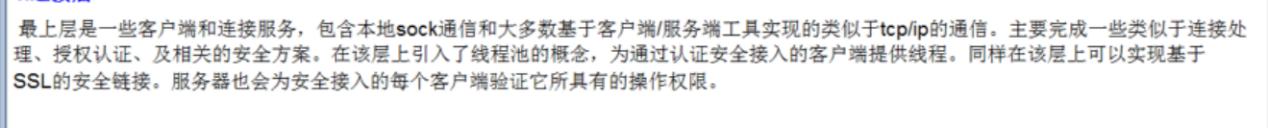 最上层是一些客户端和连接服务，包含本地sock通信和大多数基于客户端/服务端工具实现的类似于tcp/ip的通信。主要完成一些类似于连接处
理、授权认证、及相关的安全方案。在该层上引入了线程池的概念，为通过认证安全接入的客户端提供线程。同样在该层上可以实现基于
SSL的安全链接。服务器也会为安全接入的每个客户端验证它所具有的操作权限。